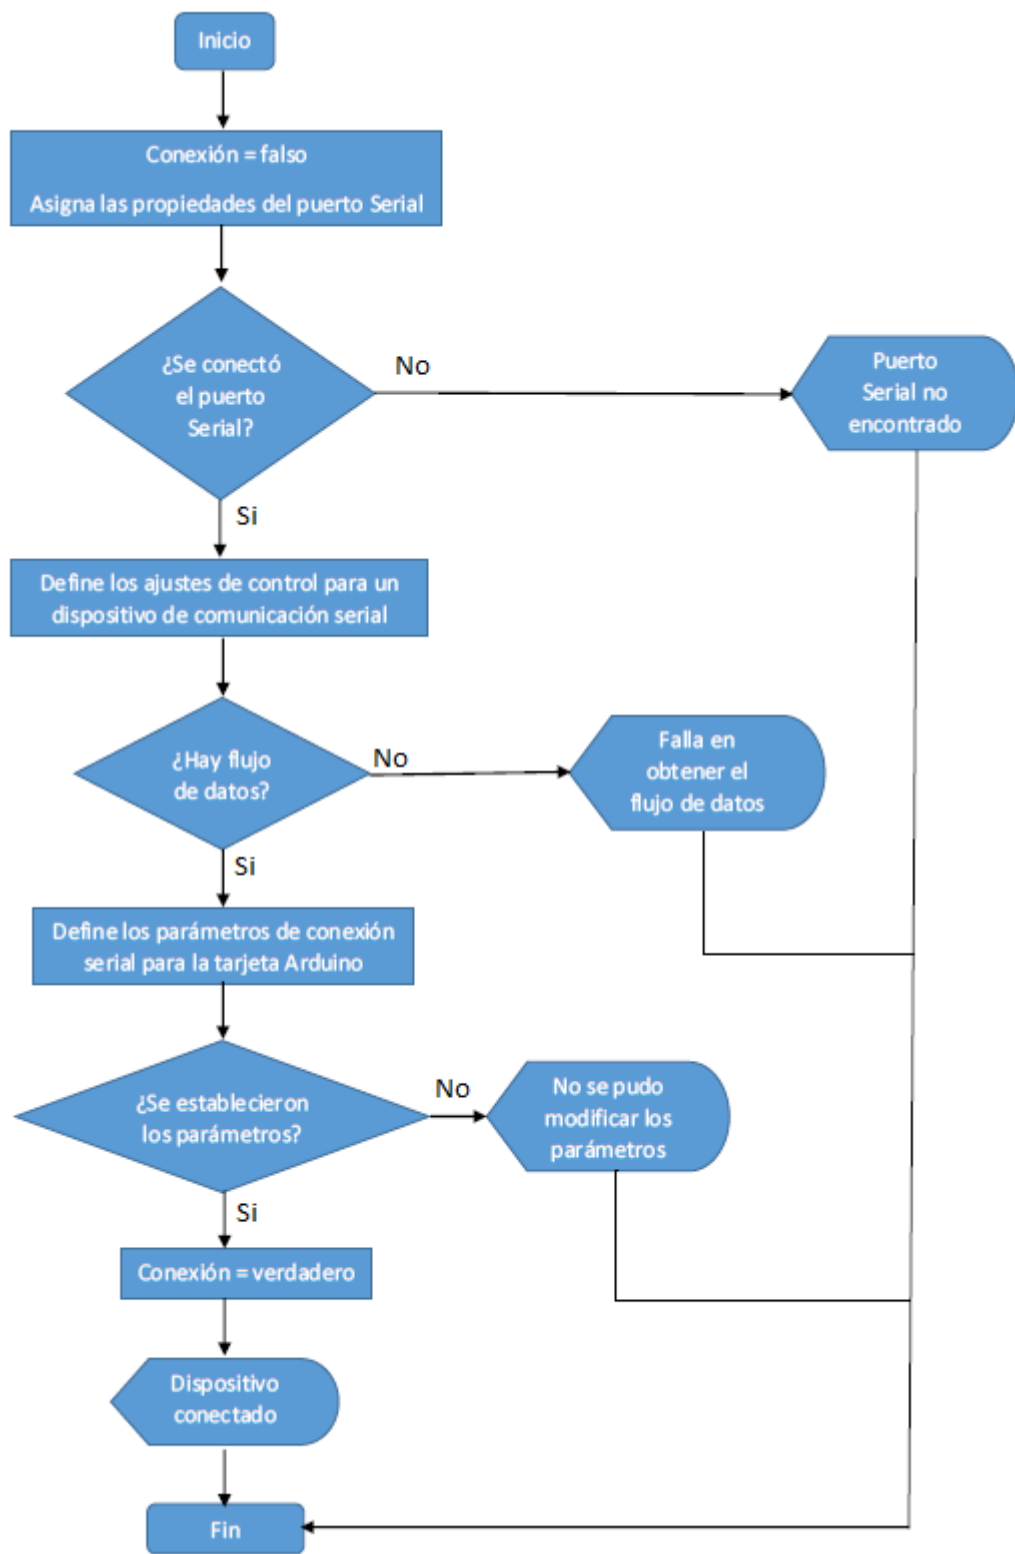 Inicio
Conexión = falso
Asigna las propiedades del puerto Serial
¿Se conectó
el puerto
Serial?
No
Puerto
Serial no
encontrado
Si
Define los ajustes de control para un
dispositivo de comunicación serial
¿Hay flujo
de datos?
No
Falla en
obtener el
flujo de datos
Si
Define los parámetros de conexión
serial para la tarjeta Arduino
¿Se establecieron
los parámetros?
No
No se pudo
modificar los
parámetros
Si
Conexión = verdadero
Dispositivo
conectado
Fin